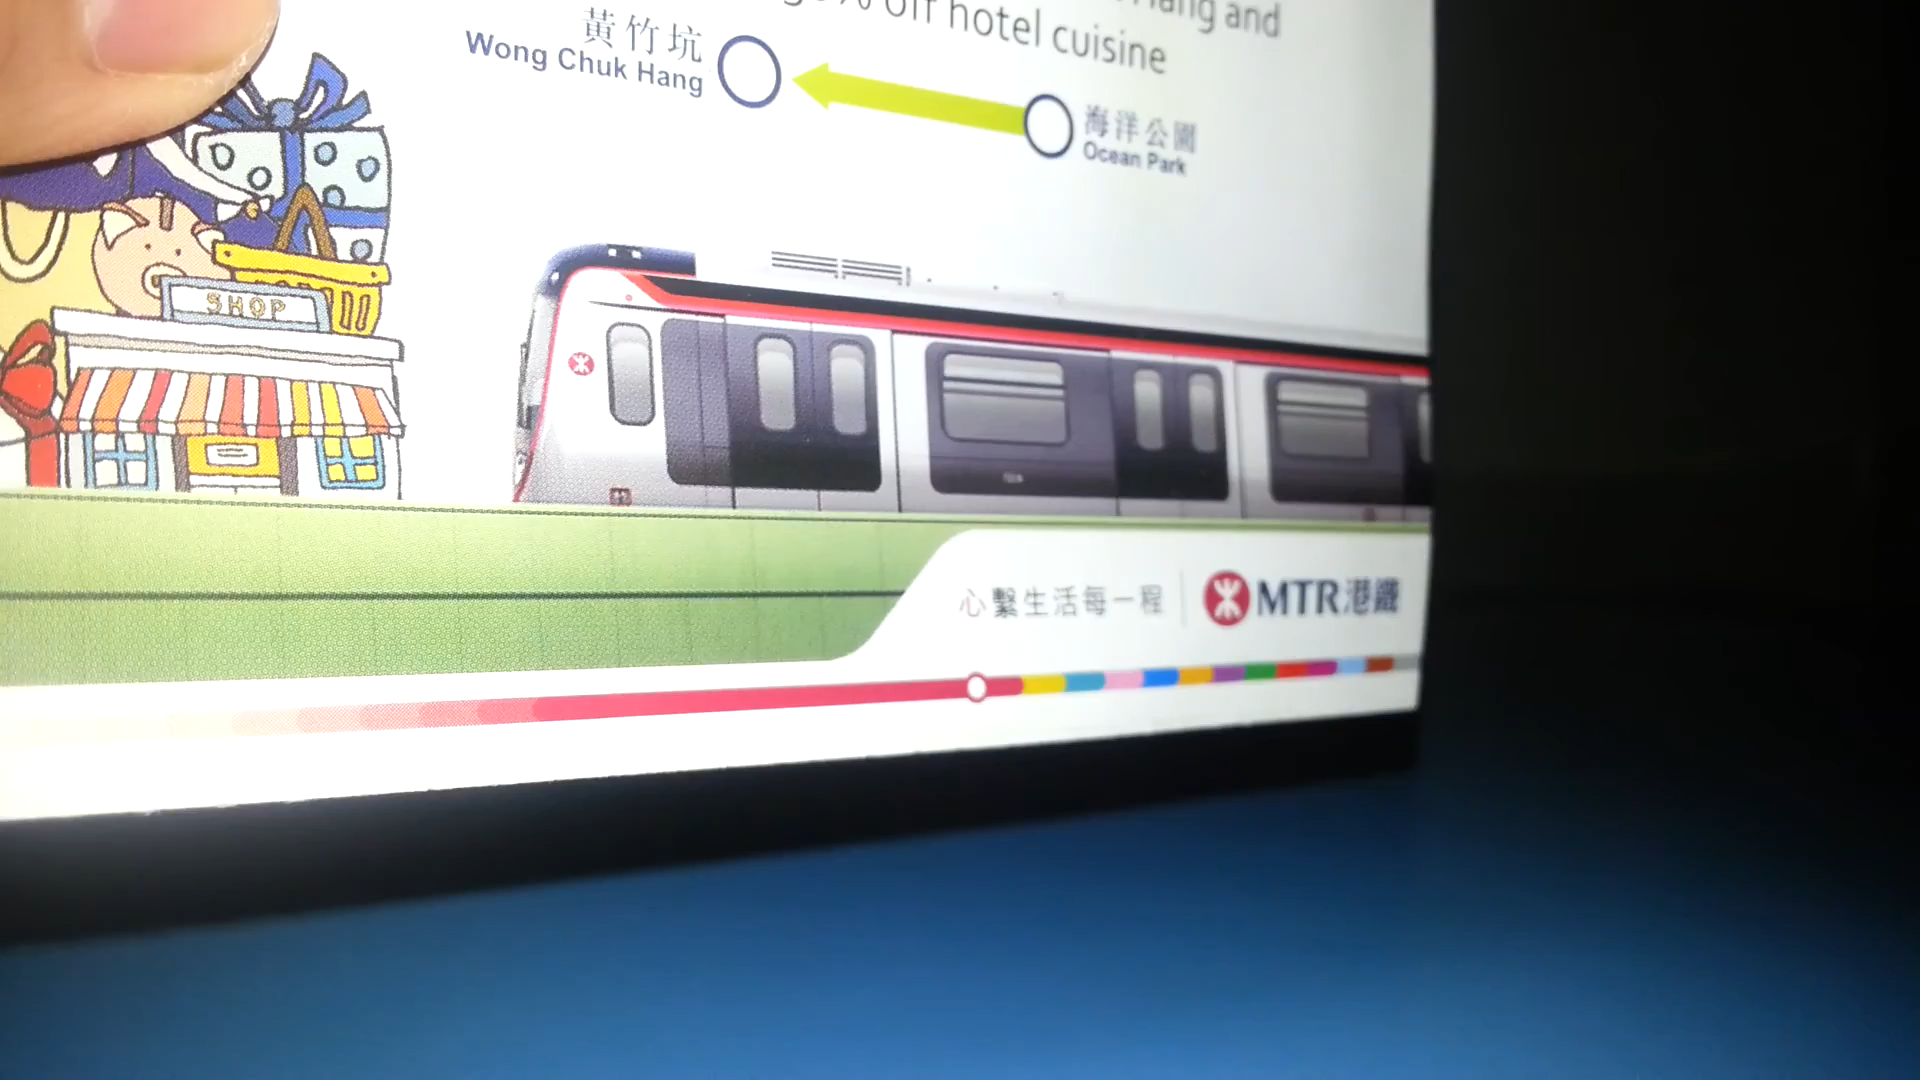 and
off hotel cuisine
黃竹坑
Wong Chuk Hang
海洋公園
Ocean Park
SHOP
心繫生活每一程
MTR港鐵